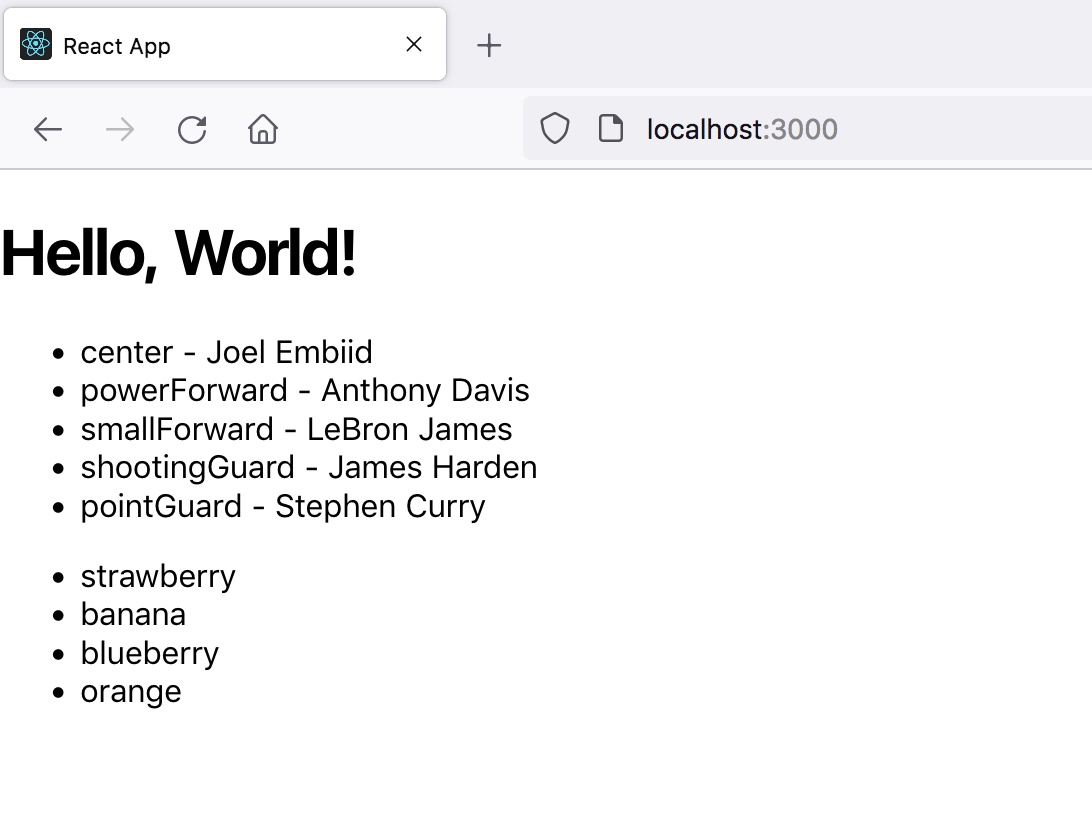 React App
localhost:3000
Hello, World!
center - Joel Embiid
powerForward - Anthony Davis
smallForward - LeBron James
shootingGuard - James Harden
pointGuard - Stephen Curry
strawberry
banana
blueberry
orange